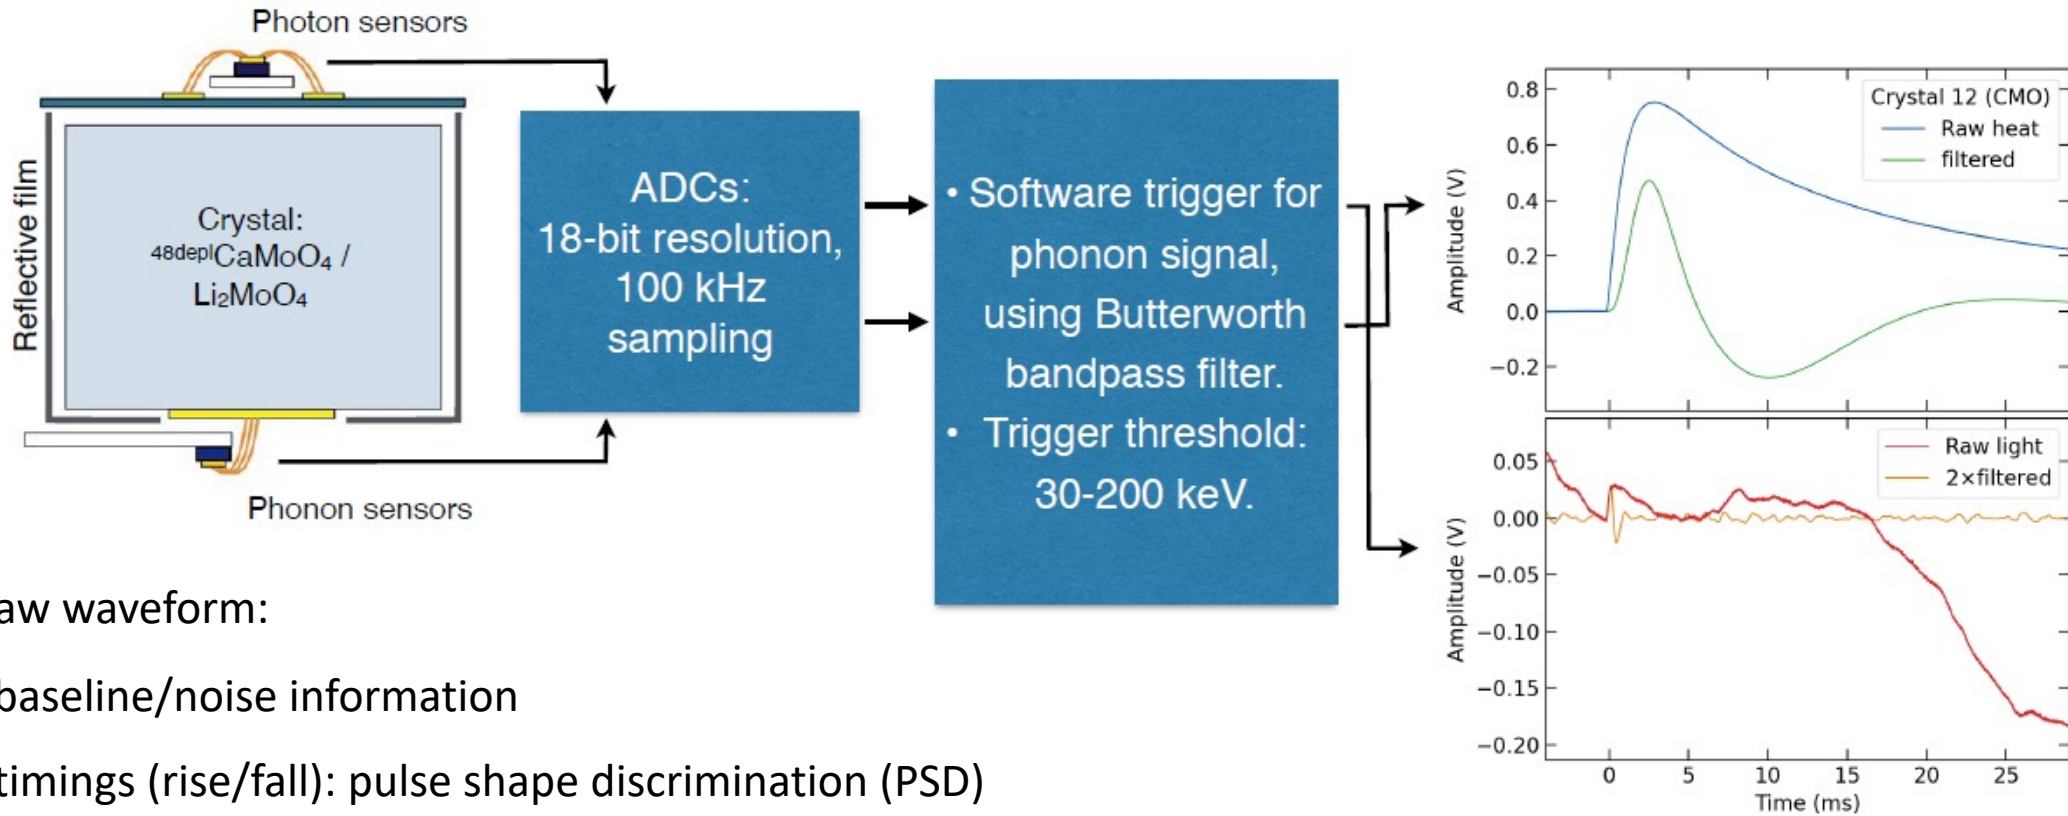 Photon sensors
Reflective film
Crystal:
⁴⁸ᵈᵉᵖˡCaMoO₄ /
Li₂MoO₄
Phonon sensors
ADCs:
18-bit resolution,
100 kHz
sampling
• Software trigger for
phonon signal,
using Butterworth
bandpass filter.
• Trigger threshold:
30-200 keV.
Amplitude (V)
0.8
0.6
0.4
0.2
0.0
−0.2
Crystal 12 (CMO)
Raw heat
filtered
Amplitude (V)
0.05
0.00
−0.05
−0.10
−0.15
−0.20
Raw light
2×filtered
0 5 10 15 20 25
Time (ms)
aw waveform:
baseline/noise information
timings (rise/fall): pulse shape discrimination (PSD)